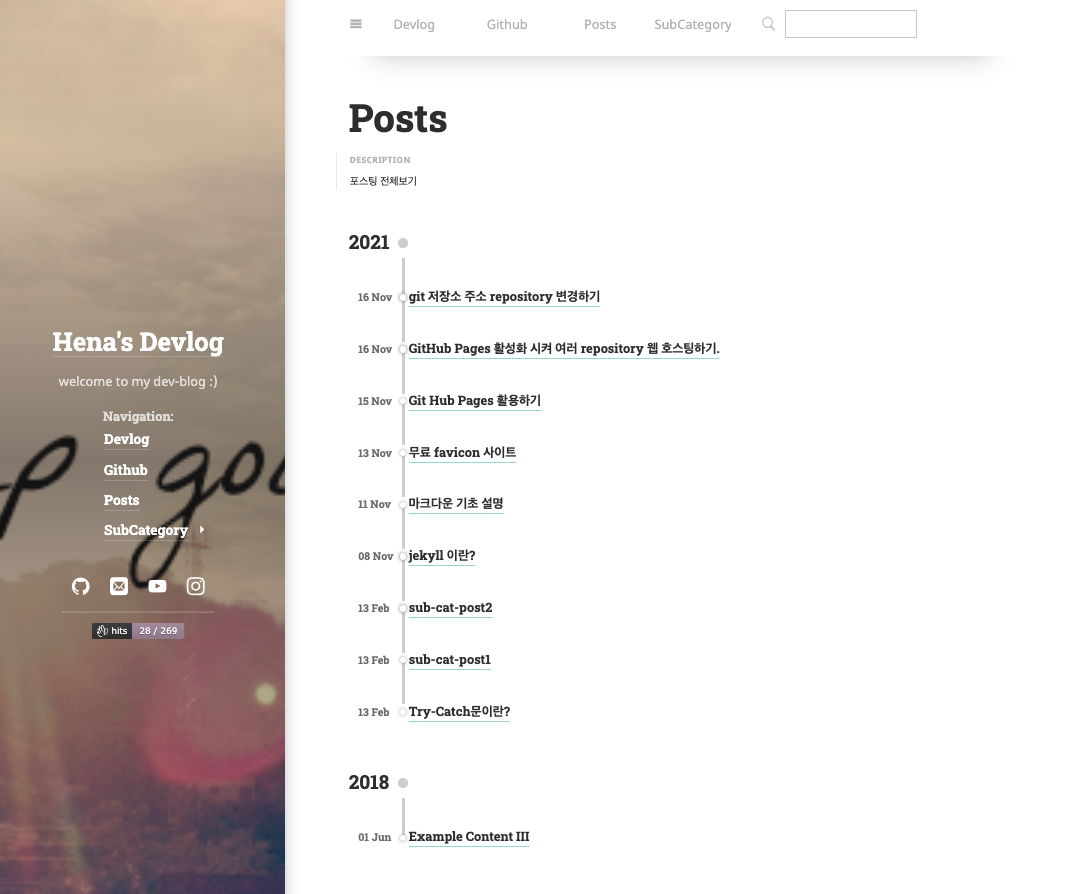 Devlog Github Posts SubCategory
Posts
DESCRIPTION
포스팅 전체보기
2021
16 Nov git 저장소 주소 repository 변경하기
16 Nov GitHub Pages 활성화 시켜 여러 repository 웹 호스팅하기.
15 Nov Git Hub Pages 활용하기
13 Nov 무료 favicon 사이트
11 Nov 마크다운 기초 설명
08 Nov jekyll 이란?
13 Feb sub-cat-post2
13 Feb sub-cat-post1
13 Feb Try-Catch문이란?
2018
01 Jun Example Content III
Hena's Devlog
welcome to my dev-blog :)
Navigation:
Devlog
Github
Posts
SubCategory
hits 28 / 269